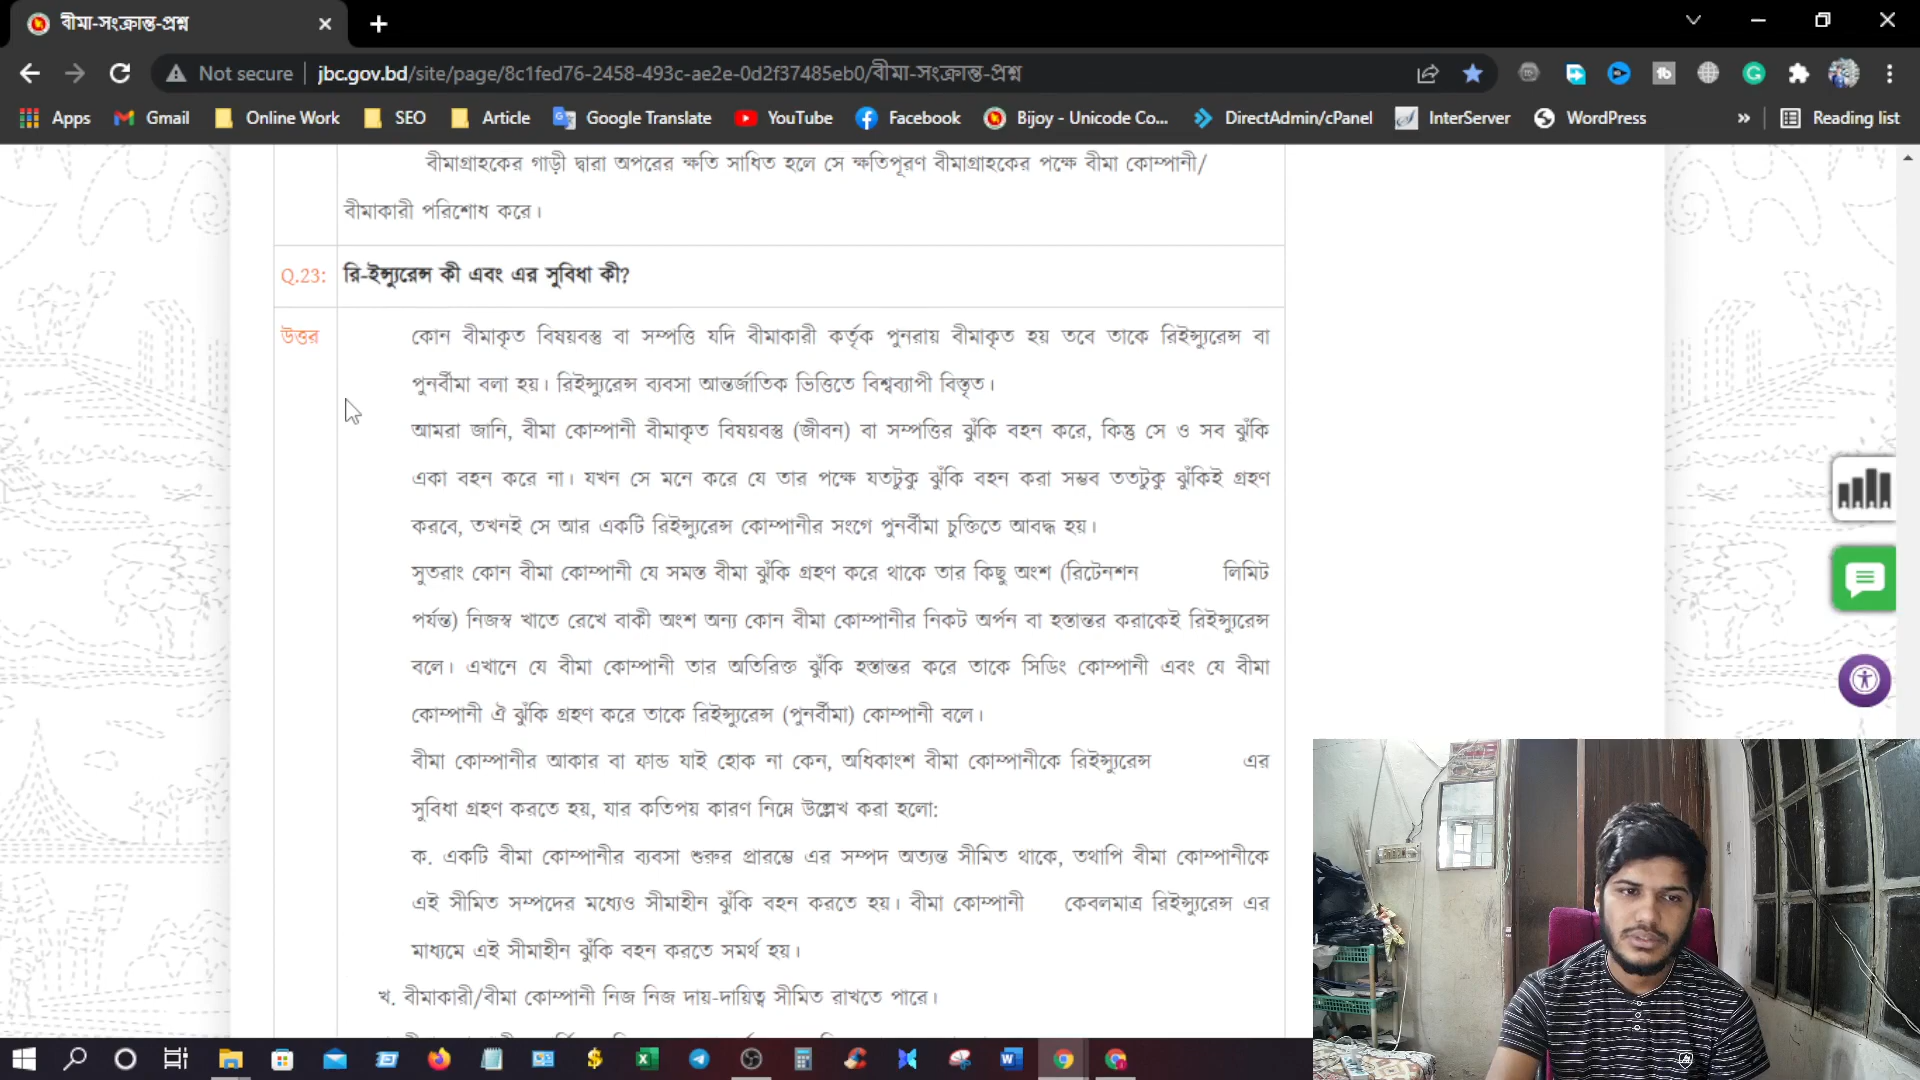 বীমা-সংক্রান্ত-প্রশ্ন
Not secure jbc.gov.bd/site/page/8c1fed76-2458-493c-ae2e-0d2f37485eb0/বীমা-সংক্রান্ত-প্রশ্ন
Apps Gmail Online Work SEO Article Google Translate YouTube Facebook Bijoy - Unicode Co... DirectAdmin/cPanel InterServer WordPress » Reading list
বীমাগ্রাহকের গাড়ী দ্বারা অপরের ক্ষতি সাধিত হলে সে ক্ষতিপূরণ বীমাগ্রাহকের পক্ষে বীমা কোম্পানী/
বীমাকারী পরিশোধ করে।
Q.23: রি-ইন্স্যুরেন্স কী এবং এর সুবিধা কী?
উত্তর কোন বীমাকৃত বিষয়বস্তু বা সম্পত্তি যদি বীমাকারী কর্তৃক পুনরায় বীমাকৃত হয় তবে তাকে রিইন্স্যুরেন্স বা
পুনর্বীমা বলা হয়। রিইন্স্যুরেন্স ব্যবসা আন্তর্জাতিক ভিত্তিতে বিশ্বব্যাপী বিস্তৃত।
আমরা জানি, বীমা কোম্পানী বীমাকৃত বিষয়বস্তু (জীবন) বা সম্পত্তির ঝুঁকি বহন করে, কিন্তু সে ও সব ঝুঁকি
একা বহন করে না। যখন সে মনে করে যে তার পক্ষে যতটুকু ঝুঁকি বহন করা সম্ভব ততটুকু ঝুঁকিই গ্রহণ
করবে, তখনই সে আর একটি রিইন্স্যুরেন্স কোম্পানীর সংগে পুনর্বীমা চুক্তিতে আবদ্ধ হয়।
সুতরাং কোন বীমা কোম্পানী যে সমস্ত বীমা ঝুঁকি গ্রহণ করে থাকে তার কিছু অংশ (রিটেনশন লিমিট
পর্যন্ত) নিজস্ব খাতে রেখে বাকী অংশ অন্য কোন বীমা কোম্পানীর নিকট অর্পন বা হস্তান্তর করাকেই রিইন্স্যুরেন্স
বলে। এখানে যে বীমা কোম্পানী তার অতিরিক্ত ঝুঁকি হস্তান্তর করে তাকে সিডিং কোম্পানী এবং যে বীমা
কোম্পানী ঐ ঝুঁকি গ্রহণ করে তাকে রিইন্স্যুরেন্স (পুনর্বীমা) কোম্পানী বলে।
বীমা কোম্পানীর আকার বা ফান্ড যাই হোক না কেন, অধিকাংশ বীমা কোম্পানীকে রিইন্স্যুরেন্স এর
সুবিধা গ্রহণ করতে হয়, যার কতিপয় কারণ নিম্নে উল্লেখ করা হলো:
ক. একটি বীমা কোম্পানীর ব্যবসা শুরুর প্রারম্ভে এর সম্পদ অত্যন্ত সীমিত থাকে, তথাপি বীমা কোম্পানীকে
এই সীমিত সম্পদের মধ্যেও সীমাহীন ঝুঁকি বহন করতে হয়। বীমা কোম্পানী কেবলমাত্র রিইন্স্যুরেন্স এর
মাধ্যমে এই সীমাহীন ঝুঁকি বহন করতে সমর্থ হয়।
খ. বীমাকারী/বীমা কোম্পানী নিজ নিজ দায়-দায়িত্ব সীমিত রাখতে পারে।